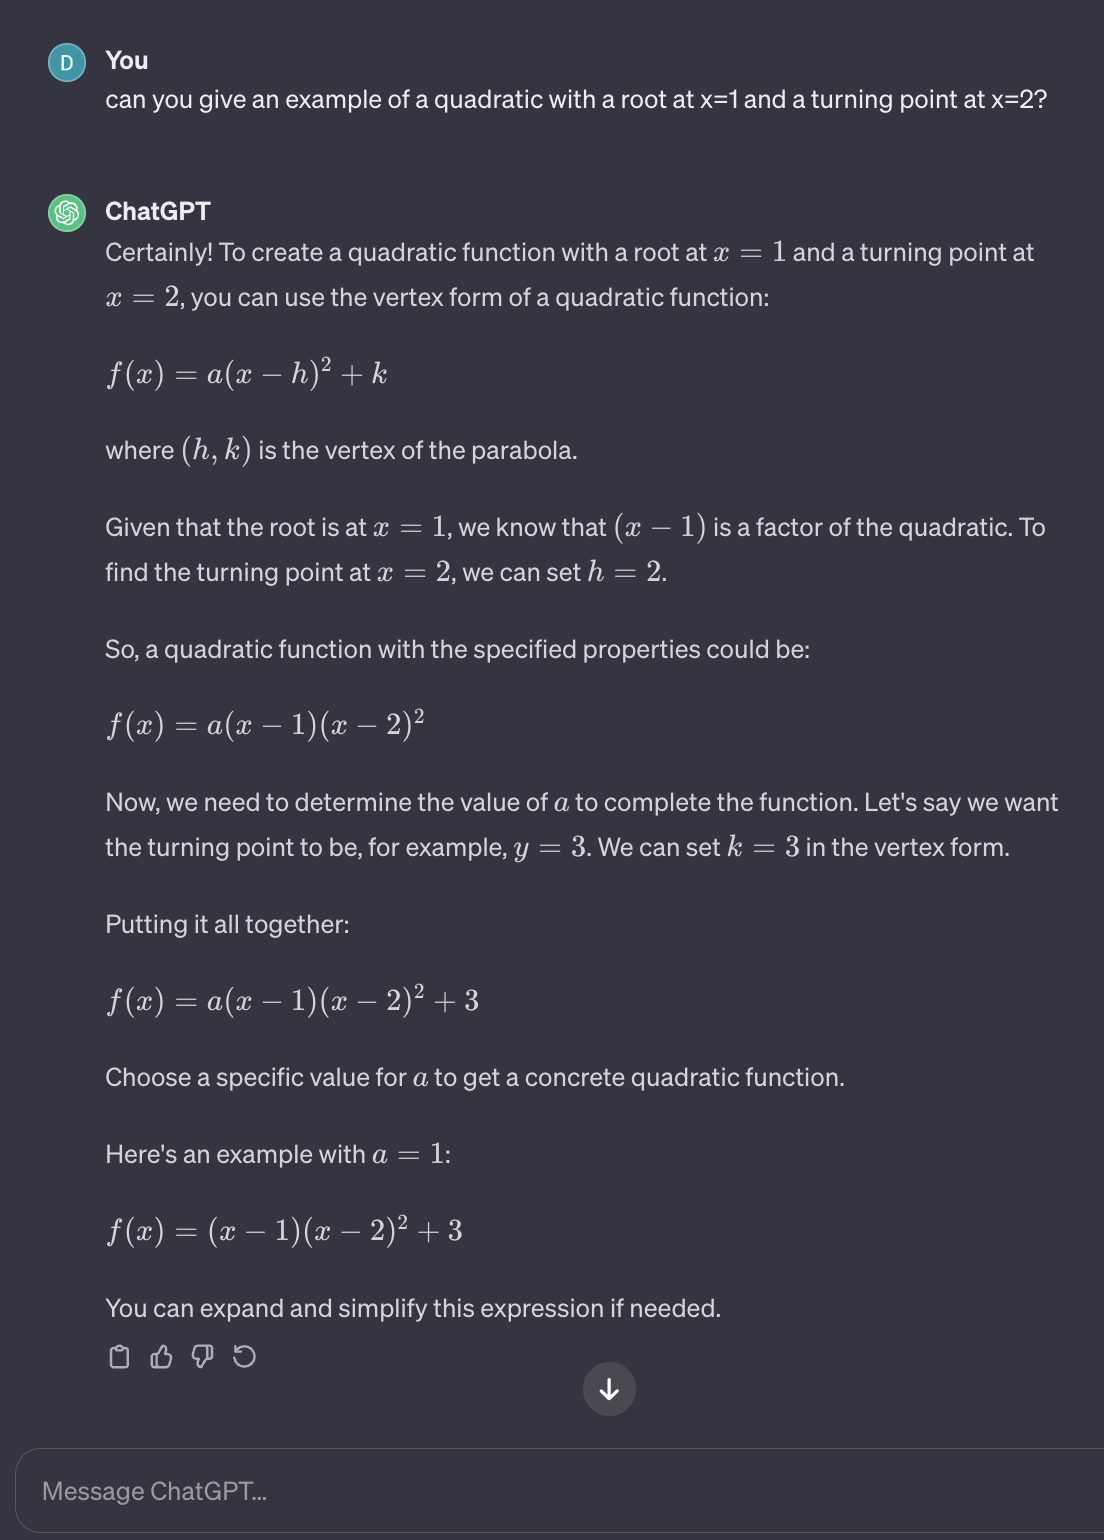 D
You
can you give an example of a quadratic with a root at x=1 and a turning point at x=2?
ChatGPT
Certainly! To create a quadratic function with a root at x = 1 and a turning point at
x = 2, you can use the vertex form of a quadratic function:
f(x) = a(x − h)² + k
where (h, k) is the vertex of the parabola.
Given that the root is at x = 1, we know that (x − 1) is a factor of the quadratic. To
find the turning point at x = 2, we can set h = 2.
So, a quadratic function with the specified properties could be:
f(x) = a(x − 1)(x − 2)²
Now, we need to determine the value of a to complete the function. Let's say we want
the turning point to be, for example, y = 3. We can set k = 3 in the vertex form.
Putting it all together:
f(x) = a(x − 1)(x − 2)² + 3
Choose a specific value for a to get a concrete quadratic function.
Here's an example with a = 1:
f(x) = (x − 1)(x − 2)² + 3
You can expand and simplify this expression if needed.
Message ChatGPT...